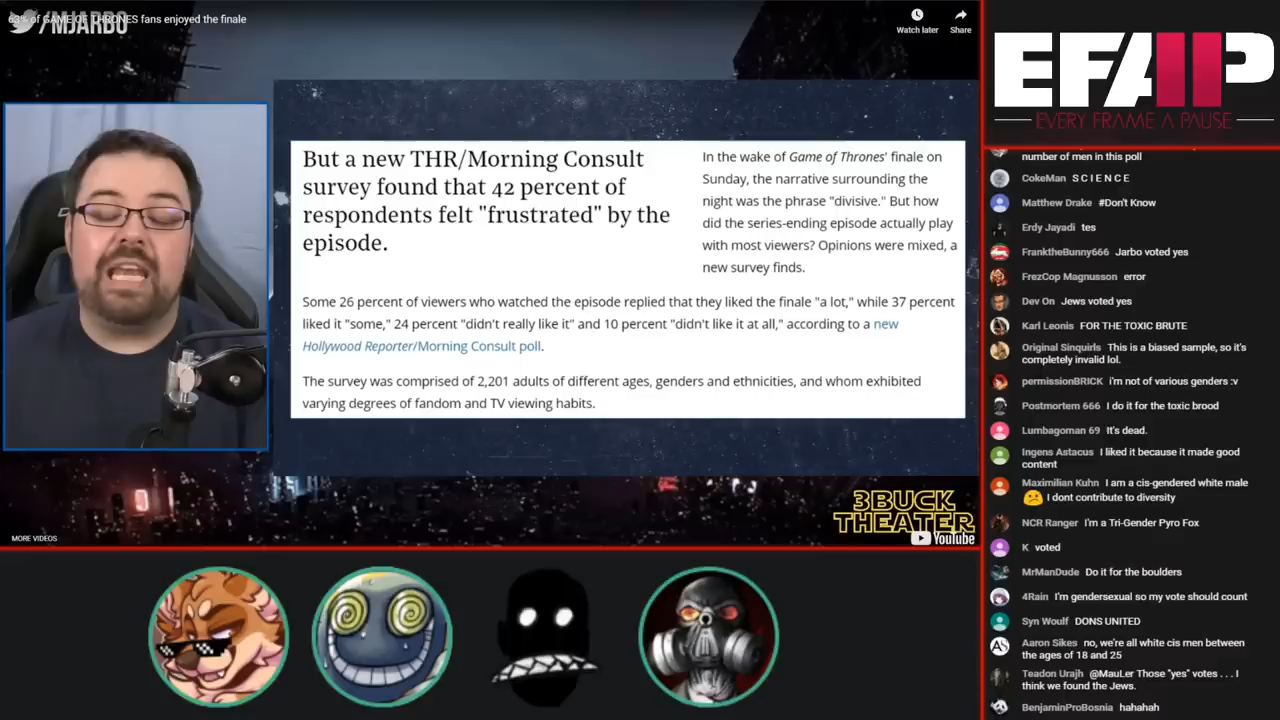 63% of GAME OF THRONES fans enjoyed the finale
/MJARBO
Watch later
Share
But a new THR/Morning Consult
survey found that 42 percent of
respondents felt "frustrated" by the
episode.
In the wake of Game of Thrones' finale on
Sunday, the narrative surrounding the
night was the phrase "divisive." But how
did the series-ending episode actually play
with most viewers? Opinions were mixed, a
new survey finds.
Some 26 percent of viewers who watched the episode replied that they liked the finale "a lot," while 37 percent
liked it "some," 24 percent "didn't really like it" and 10 percent "didn't like it at all," according to a new
Hollywood Reporter/Morning Consult poll.
The survey was comprised of 2,201 adults of different ages, genders and ethnicities, and whom exhibited
varying degrees of fandom and TV viewing habits.
3BUCK
THEATER
MORE VIDEOS
YouTube
EFAP
EVERY FRAME A PAUSE
number of men in this poll
CokeMan S C I E N C E
Matthew Drake #Don't Know
Erdy Jayadi tes
FranktheBunny666 Jarbo voted yes
FrezCop Magnusson error
Dev On Jews voted yes
Karl Leonis FOR THE TOXIC BRUTE
Original Sinquirls This is a biased sample, so it's
completely invalid lol.
permissionBRICK i'm not of various genders :v
Postmortem 666 I do it for the toxic brood
Lumbagoman 69 It's dead.
Ingens Astacus I liked it because it made good
content
Maximilian Kuhn I am a cis-gendered white male
I dont contribute to diversity
NCR Ranger I'm a Tri-Gender Pyro Fox
K voted
MrManDude Do it for the boulders
4Rain I'm gendersexual so my vote should count
Syn Woulf DONS UNITED
AS
Aaron Sikes no, we're all white cis men between
the ages of 18 and 25
Teadon Urajh @MauLer Those "yes" votes . . . I
think we found the Jews.
BenjaminProBosnia hahahah